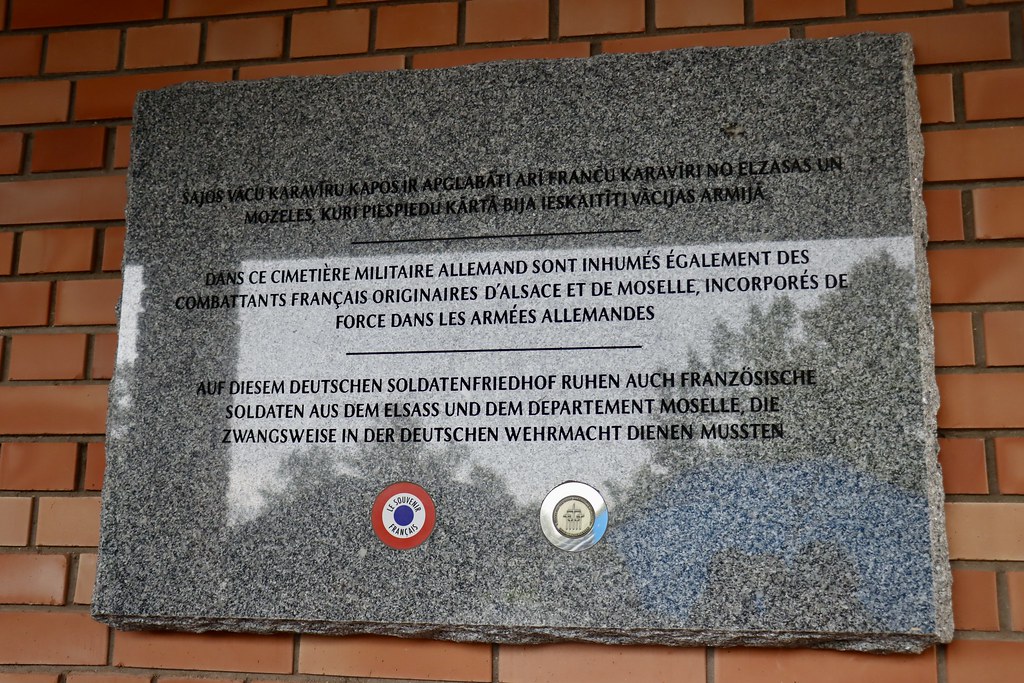 ŠAJOS VĀCU KARAVĪRU KAPOS IR APGLABĀTI ARĪ FRANČU KARAVĪRI NO ELZASAS UN
MOZELES, KURI PIESPIEDU KĀRTĀ BIJA IESKAITĪTI VĀCIJAS ARMIJĀ
DANS CE CIMETIÈRE MILITAIRE ALLEMAND SONT INHUMÉS ÉGALEMENT DES
COMBATTANTS FRANÇAIS ORIGINAIRES D'ALSACE ET DE MOSELLE, INCORPORÉS DE
FORCE DANS LES ARMÉES ALLEMANDES
AUF DIESEM DEUTSCHEN SOLDATENFRIEDHOF RUHEN AUCH FRANZÖSISCHE
SOLDATEN AUS DEM ELSASS UND DEM DEPARTEMENT MOSELLE, DIE
ZWANGSWEISE IN DER DEUTSCHEN WEHRMACHT DIENEN MUSSTEN
LE SOUVENIR
FRANÇAIS